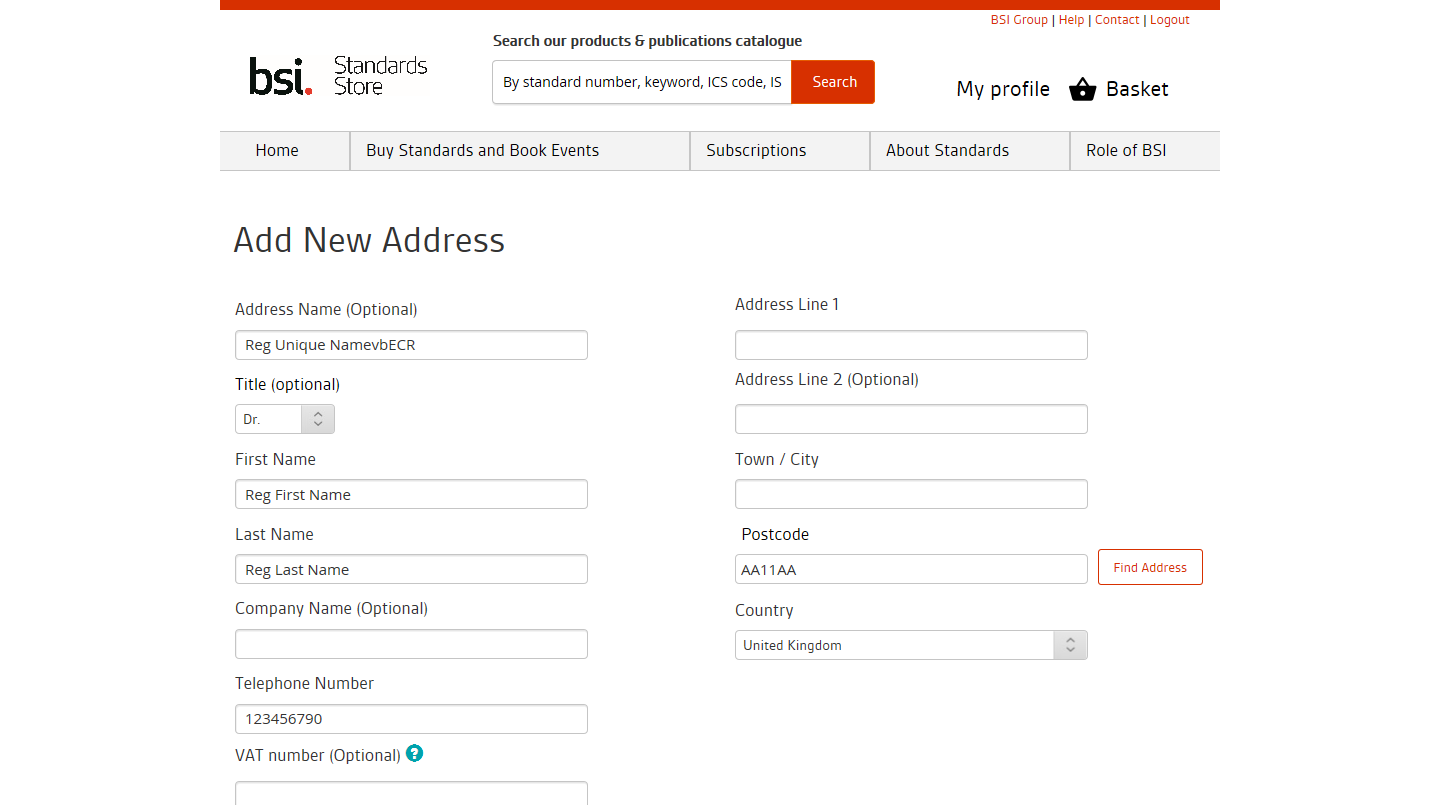 BSI Group | Help | Contact | Logout
Search our products & publications catalogue
bsi. Standards Store
By standard number, keyword, ICS code, IS
Search
My profile
Basket
Home
Buy Standards and Book Events
Subscriptions
About Standards
Role of BSI
Add New Address
Address Name (Optional)
Reg Unique NamevbECR
Title (optional)
Dr.
First Name
Reg First Name
Last Name
Reg Last Name
Company Name (Optional)
Telephone Number
123456790
VAT number (Optional) ?
Address Line 1
Address Line 2 (Optional)
Town / City
Postcode
AA11AA
Find Address
Country
United Kingdom